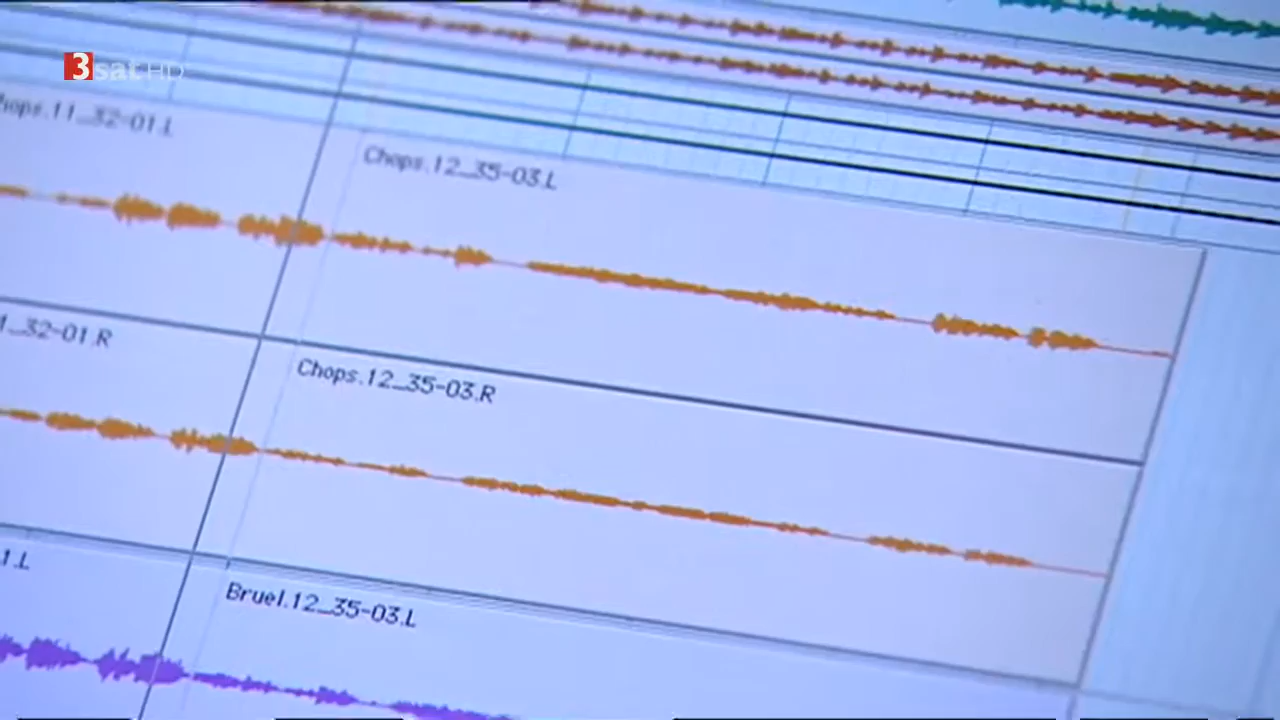 3sat HD
hops.11_32-01.L
Chops.12_35-03.L
1_32-01.R
Chops.12_35-03.R
1.L
Bruel.12_35-03.L